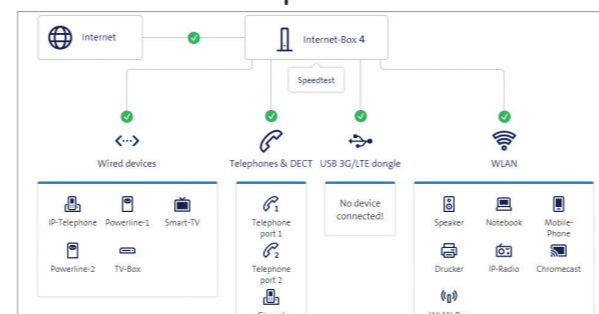 Internet
Internet-Box 4
Speedtest
Wired devices
Telephones & DECT
USB 3G/LTE dongle
WLAN
IP-Telephone
Powerline-1
Smart-TV
Powerline-2
TV-Box
1
Telephone
port 1
2
Telephone
port 2
No device
connected!
Speaker
Notebook
Mobile-
Phone
Drucker
IP-Radio
Chromecast